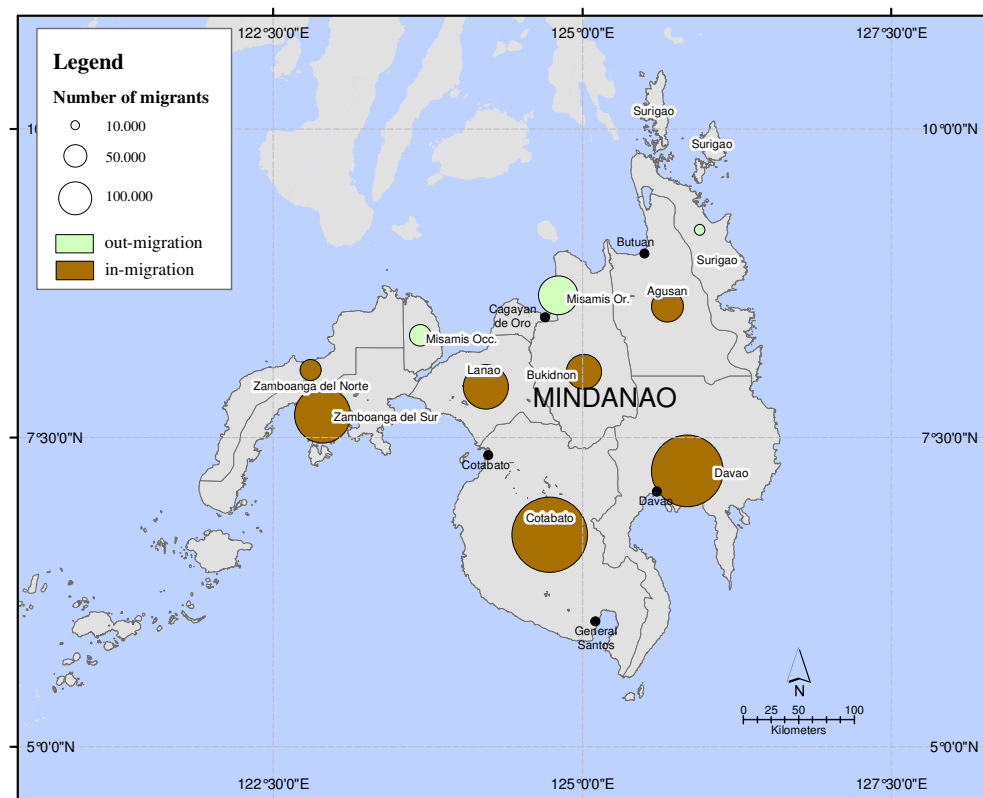 122°30'0"E
125°0'0"E
127°30'0"E
Legend
Number of migrants
10.000
50.000
100.000
out-migration
in-migration
10
10°0'0"N
Surigao
Surigao
Butuan
Surigao
Agusan
Misamis Or.
Cagayan
de Oro
Misamis Occ.
Lanao
Bukidnon
Zamboanga del Norte
MINDANAO
Zamboanga del Sur
7°30'0"N
7°30'0"N
Cotabato
Davao
Davao
Cotabato
General
Santos
N
0 25 50 100
Kilometers
5°0'0"N
5°0'0"N
122°30'0"E
125°0'0"E
127°30'0"E